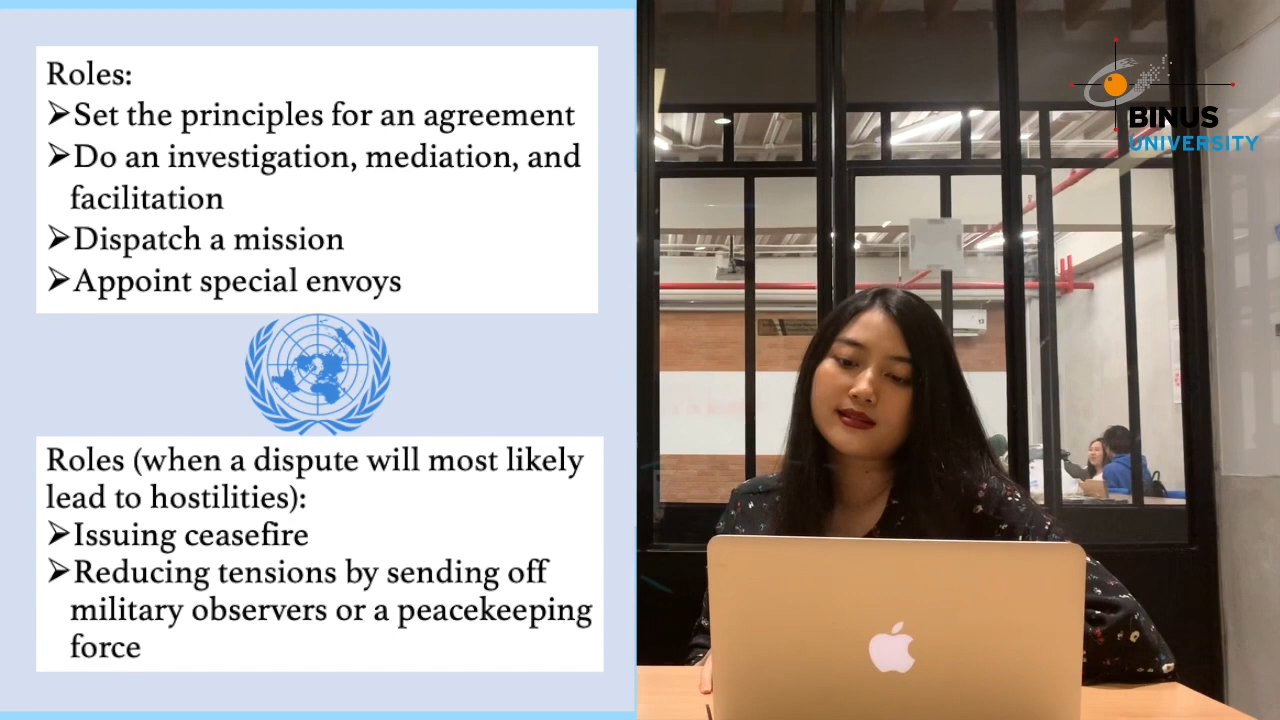 Roles:
➢Set the principles for an agreement
➢Do an investigation, mediation, and
facilitation
➢Dispatch a mission
➢Appoint special envoys
Roles (when a dispute will most likely
lead to hostilities):
➢Issuing ceasefire
➢Reducing tensions by sending off
military observers or a peacekeeping
force
BINUS
UNIVERSITY